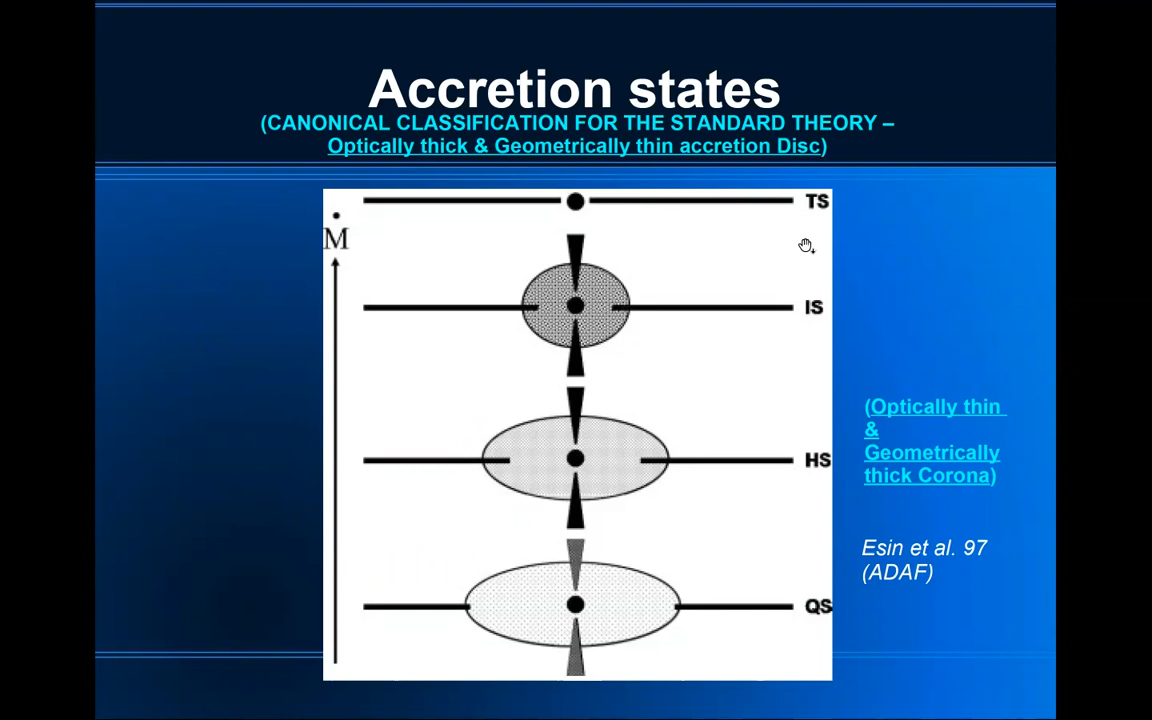 Accretion states
(CANONICAL CLASSIFICATION FOR THE STANDARD THEORY –
Optically thick & Geometrically thin accretion Disc)
TS
Ṁ
IS
(Optically thin
&
Geometrically
thick Corona)
HS
Esin et al. 97
(ADAF)
QS